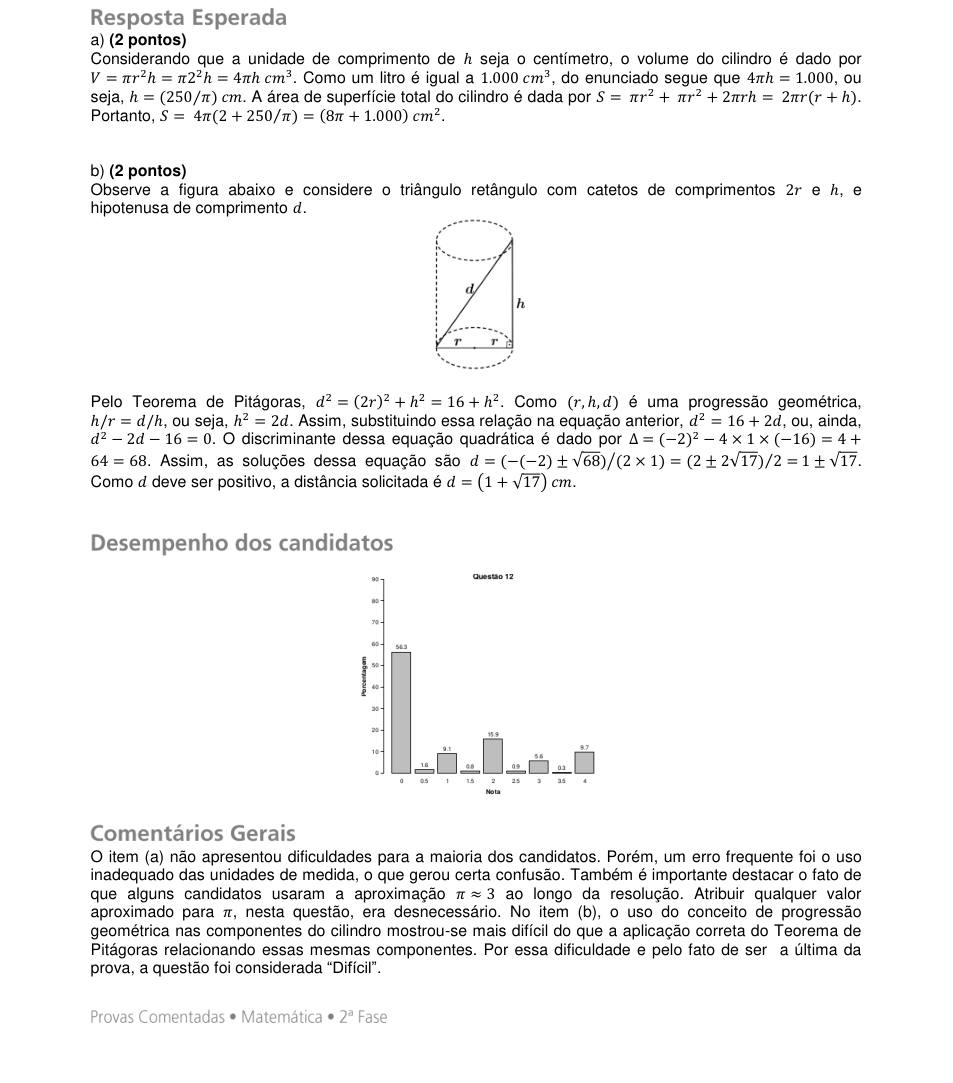 Resposta Esperada
a) (2 pontos)
Considerando que a unidade de comprimento de h seja o centímetro, o volume do cilindro é dado por
V = πr²h = π2²h = 4πh cm³. Como um litro é igual a 1.000 cm³, do enunciado segue que 4πh = 1.000, ou
seja, h = (250/π) cm. A área de superfície total do cilindro é dada por S = πr² + πr² + 2πrh = 2πr(r + h).
Portanto, S = 4π(2 + 250/π) = (8π + 1.000) cm².
b) (2 pontos)
Observe a figura abaixo e considere o triângulo retângulo com catetos de comprimentos 2r e h, e
hipotenusa de comprimento d.
d
h
r r
Pelo Teorema de Pitágoras, d² = (2r)² + h² = 16 + h². Como (r, h, d) é uma progressão geométrica,
h/r = d/h, ou seja, h² = 2d. Assim, substituindo essa relação na equação anterior, d² = 16 + 2d, ou, ainda,
d² − 2d − 16 = 0. O discriminante dessa equação quadrática é dado por Δ = (−2)² − 4 × 1 × (−16) = 4 +
64 = 68. Assim, as soluções dessa equação são d = (−(−2) ± √68)/(2 × 1) = (2 ± 2√17)/2 = 1 ± √17.
Como d deve ser positivo, a distância solicitada é d = (1 + √17) cm.
Desempenho dos candidatos
Questão 12
90
80
70
60
50
40
30
20
10
0
Porcentagem
56.3
1.6
9.1
0.8
15.9
0.9
5.6
0.3
9.7
0 0.5 1 1.5 2 2.5 3 3.5 4
Nota
Comentários Gerais
O item (a) não apresentou dificuldades para a maioria dos candidatos. Porém, um erro frequente foi o uso
inadequado das unidades de medida, o que gerou certa confusão. Também é importante destacar o fato de
que alguns candidatos usaram a aproximação π ≈ 3 ao longo da resolução. Atribuir qualquer valor
aproximado para π, nesta questão, era desnecessário. No item (b), o uso do conceito de progressão
geométrica nas componentes do cilindro mostrou-se mais difícil do que a aplicação correta do Teorema de
Pitágoras relacionando essas mesmas componentes. Por essa dificuldade e pelo fato de ser a última da
prova, a questão foi considerada “Difícil”.
Provas Comentadas • Matemática • 2ª Fase